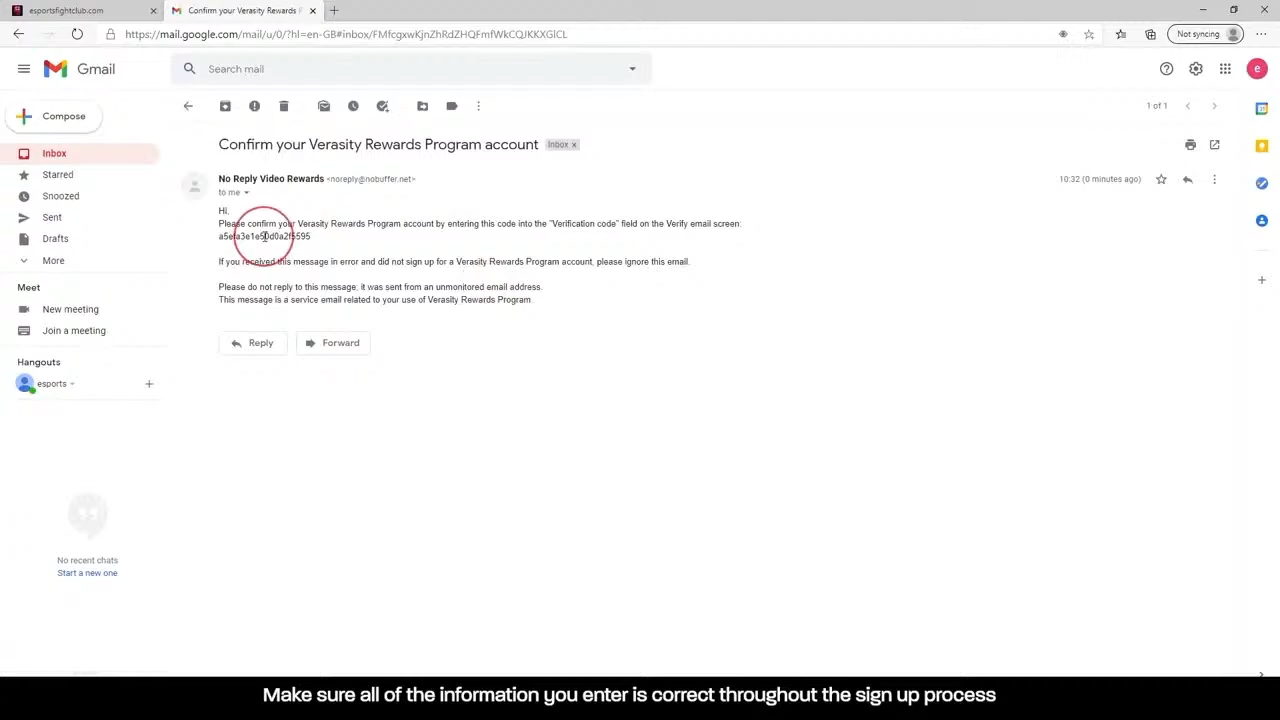 esportsfightclub.com
Confirm your Verasity Rewards P
https://mail.google.com/mail/u/0/?hl=en-GB#inbox/FMfcgxwKjnZhRdZHQFmfWkCQJKKXGlCL
Not syncing
Gmail
Search mail
e
Compose
1 of 1
Confirm your Verasity Rewards Program account
Inbox x
Inbox
Starred
No Reply Video Rewards <noreply@nobuffer.net>
10:32 (0 minutes ago)
to me
Snoozed
Hi,
Sent
Please confirm your Verasity Rewards Program account by entering this code into the "Verification code" field on the Verify email screen:
a5efa3e1e50d0a2f5595
Drafts
More
If you received this message in error and did not sign up for a Verasity Rewards Program account, please ignore this email.
Meet
Please do not reply to this message; it was sent from an unmonitored email address.
This message is a service email related to your use of Verasity Rewards Program.
New meeting
Join a meeting
Reply
Forward
Hangouts
esports
No recent chats
Start a new one
Make sure all of the information you enter is correct throughout the sign up process